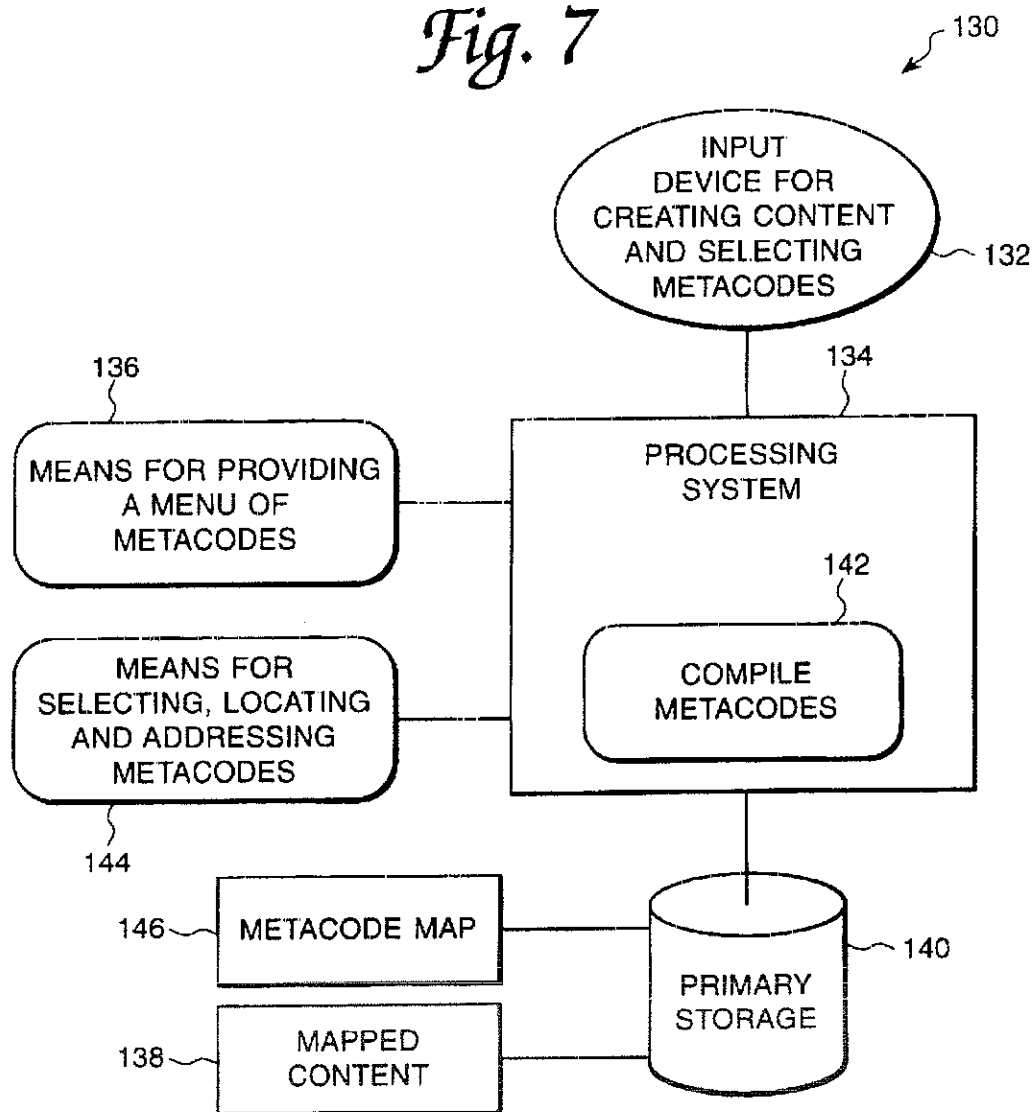 Fig. 7
130
INPUT
DEVICE FOR
CREATING CONTENT
AND SELECTING
METACODES
132
136
134
MEANS FOR PROVIDING
A MENU OF
METACODES
PROCESSING
SYSTEM
142
MEANS FOR
SELECTING, LOCATING
AND ADDRESSING
METACODES
COMPILE
METACODES
144
146
METACODE MAP
140
PRIMARY
STORAGE
138
MAPPED
CONTENT